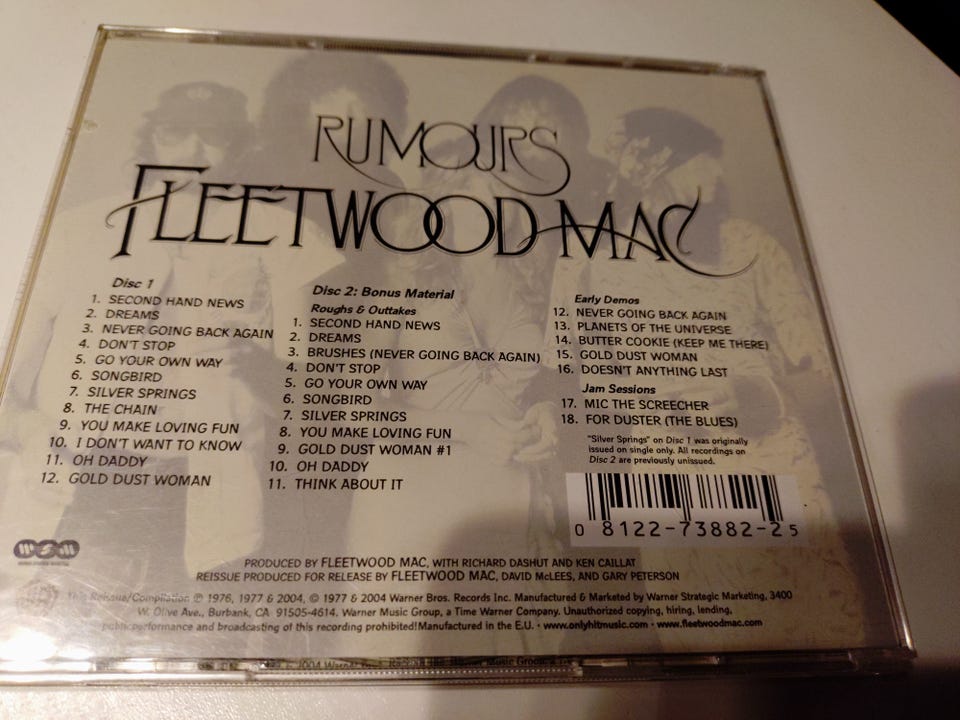 RUMOURS
FLEETWOOD MAC
Disc 1
1. SECOND HAND NEWS
2. DREAMS
3. NEVER GOING BACK AGAIN
4. DON'T STOP
5. GO YOUR OWN WAY
6. SONGBIRD
7. SILVER SPRINGS
8. THE CHAIN
9. YOU MAKE LOVING FUN
10. I DON'T WANT TO KNOW
11. OH DADDY
12. GOLD DUST WOMAN
Disc 2: Bonus Material
Roughs & Outtakes
1. SECOND HAND NEWS
2. DREAMS
3. BRUSHES (NEVER GOING BACK AGAIN)
4. DON'T STOP
5. GO YOUR OWN WAY
6. SONGBIRD
7. SILVER SPRINGS
8. YOU MAKE LOVING FUN
9. GOLD DUST WOMAN #1
10. OH DADDY
11. THINK ABOUT IT
Early Demos
12. NEVER GOING BACK AGAIN
13. PLANETS OF THE UNIVERSE
14. BUTTER COOKIE (KEEP ME THERE)
15. GOLD DUST WOMAN
16. DOESN'T ANYTHING LAST
Jam Sessions
17. MIC THE SCREECHER
18. FOR DUSTER (THE BLUES)
"Silver Springs" on Disc 1 was originally
issued on single only. All recordings on
Disc 2 are previously unissued.
0 8122-73882-2 5
PRODUCED BY FLEETWOOD MAC, WITH RICHARD DASHUT AND KEN CAILLAT
REISSUE PRODUCED FOR RELEASE BY FLEETWOOD MAC, DAVID McLEES, AND GARY PETERSON
This Reissue/Compilation ℗ 1976, 1977 & 2004, © 1977 & 2004 Warner Bros. Records Inc. Manufactured & Marketed by Warner Strategic Marketing, 3400
W. Olive Ave., Burbank, CA 91505-4614. Warner Music Group, a Time Warner Company. Unauthorized copying, hiring, lending,
public performance and broadcasting of this recording prohibited! Manufactured in the E.U. • www.onlyhitmusic.com • www.fleetwoodmac.com